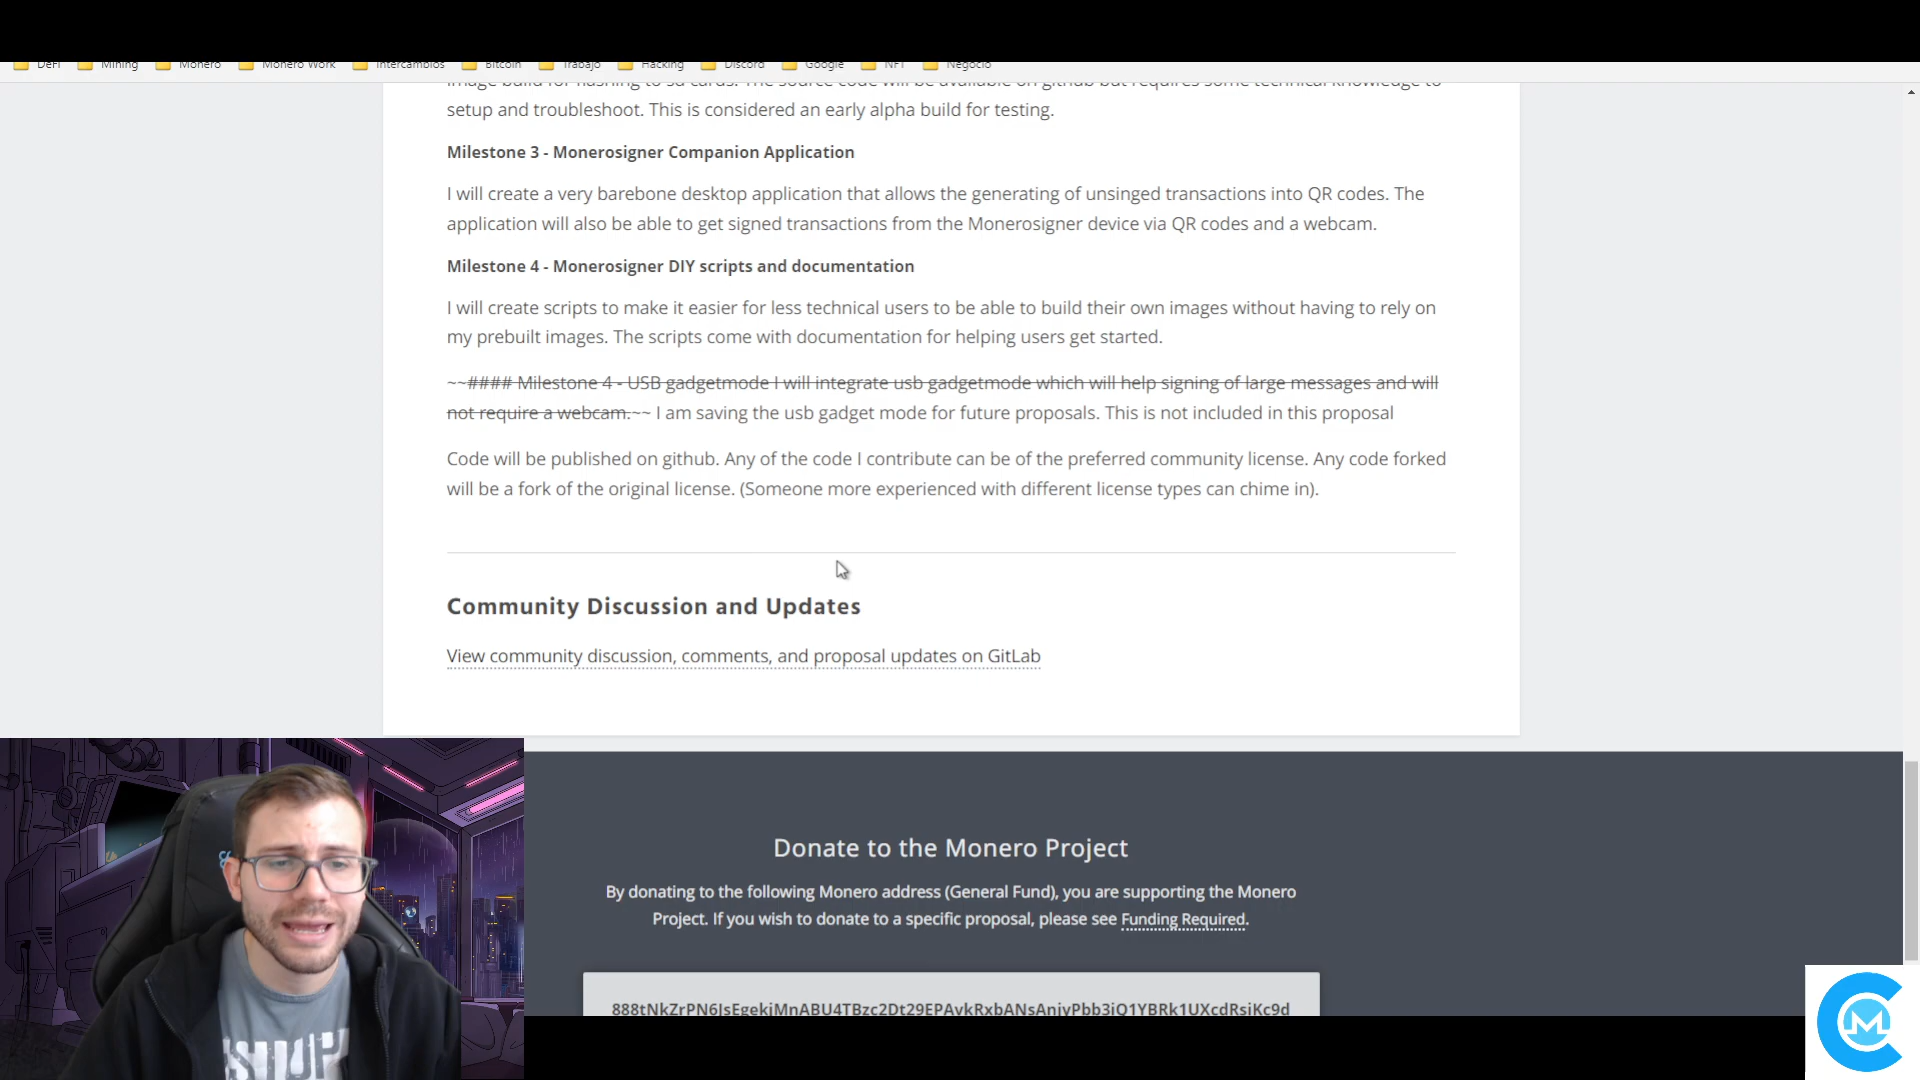 DeFi Mining Monero Monero Work Intercambios Bitcoin Trabajo Hacking Discord Google NFT Negocio
image build for flashing to sd cards. The source code will be available on github but requires some technical knowledge to
setup and troubleshoot. This is considered an early alpha build for testing.
Milestone 3 - Monerosigner Companion Application
I will create a very barebone desktop application that allows the generating of unsinged transactions into QR codes. The
application will also be able to get signed transactions from the Monerosigner device via QR codes and a webcam.
Milestone 4 - Monerosigner DIY scripts and documentation
I will create scripts to make it easier for less technical users to be able to build their own images without having to rely on
my prebuilt images. The scripts come with documentation for helping users get started.
~~#### Milestone 4 - USB gadgetmode I will integrate usb gadgetmode which will help signing of large messages and will
not require a webcam.~~ I am saving the usb gadget mode for future proposals. This is not included in this proposal
Code will be published on github. Any of the code I contribute can be of the preferred community license. Any code forked
will be a fork of the original license. (Someone more experienced with different license types can chime in).
Community Discussion and Updates
View community discussion, comments, and proposal updates on GitLab
Donate to the Monero Project
By donating to the following Monero address (General Fund), you are supporting the Monero
Project. If you wish to donate to a specific proposal, please see Funding Required.
888tNkZrPN6JsEgekjMnABU4TBzc2Dt29EPAvkRxbANsAnjyPbb3iQ1YBRk1UXcdRsiKc9d